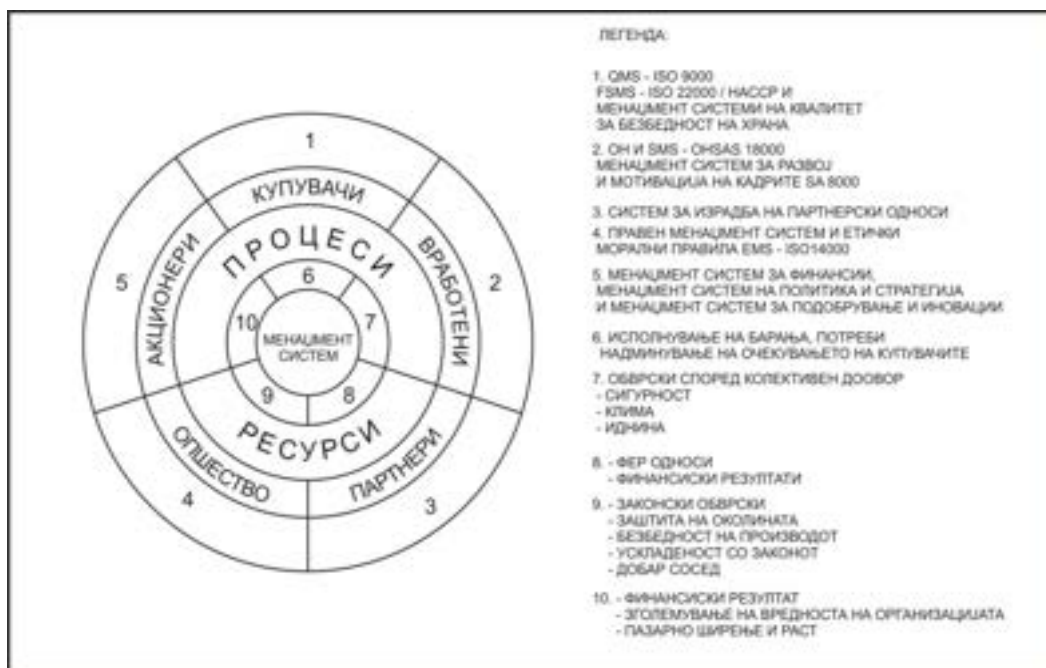 1
КУПУВАЧИ
ПРОЦЕСИ
АКЦИОНЕРИ
ВРАБОТЕНИ
5
2
6
10
7
МЕНАЏМЕНТ
СИСТЕМ
9
8
РЕСУРСИ
ОПШЕСТВО
ПАРТНЕРИ
4
3
ЛЕГЕНДА:
1. QMS - ISO 9000
FSMS - ISO 22000 / НАССР И
МЕНАЏМЕНТ СИСТЕМИ НА КВАЛИТЕТ
ЗА БЕЗБЕДНОСТ НА ХРАНА
2. ОН И SMS - OHSAS 18000
МЕНАЏМЕНТ СИСТЕМ ЗА РАЗВОЈ
И МОТИВАЦИЈА НА КАДРИТЕ SA 8000
3. СИСТЕМ ЗА ИЗРАДБА НА ПАРТНЕРСКИ ОДНОСИ
4. ПРАВЕН МЕНАЏМЕНТ СИСТЕМ И ЕТИЧКИ
МОРАЛНИ ПРАВИЛА EMS - ISO14000
5. МЕНАЏМЕНТ СИСТЕМ ЗА ФИНАНСИИ,
МЕНАЏМЕНТ СИСТЕМ НА ПОЛИТИКА И СТРАТЕГИЈА
И МЕНАЏМЕНТ СИСТЕМ ЗА ПОДОБРУВАЊЕ И ИНОВАЦИИ
6. ИСПОЛНУВАЊЕ НА БАРАЊА, ПОТРЕБИ
НАДМИНУВАЊЕ НА ОЧЕКУВАЊЕТО НА КУПУВАЧИТЕ
7. ОБВРСКИ СПОРЕД КОЛЕКТИВЕН ДООВОР
- СИГУРНОСТ
- КЛИМА
- ИДНИНА
8. - ФЕР ОДНОСИ
- ФИНАНСИСКИ РЕЗУЛТАТИ
9. - ЗАКОНСКИ ОБВРСКИ
- ЗАШТИТА НА ОКОЛИНАТА
- БЕЗБЕДНОСТ НА ПРОИЗВОДОТ
- УСКЛАДЕНОСТ СО ЗАКОНОТ
- ДОБАР СОСЕД
10. - ФИНАНСИСКИ РЕЗУЛТАТ
- ЗГОЛЕМУВАЊЕ НА ВРЕДНОСТА НА ОРГАНИЗАЦИЈАТА
- ПАЗАРНО ШИРЕЊЕ И РАСТ